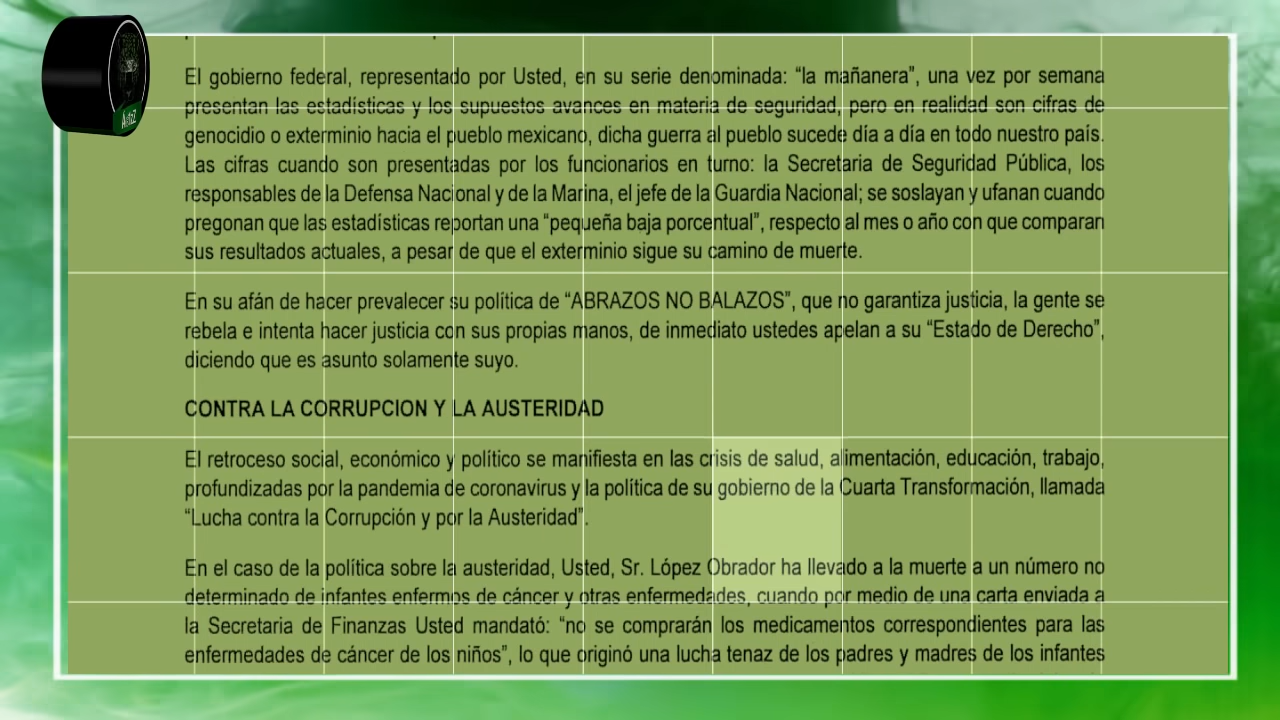 El gobierno federal, representado por Usted, en su serie denominada: “la mañanera”, una vez por semana
presentan las estadísticas y los supuestos avances en materia de seguridad, pero en realidad son cifras de
genocidio o exterminio hacia el pueblo mexicano, dicha guerra al pueblo sucede día a día en todo nuestro país.
Las cifras cuando son presentadas por los funcionarios en turno: la Secretaria de Seguridad Pública, los
responsables de la Defensa Nacional y de la Marina, el jefe de la Guardia Nacional; se soslayan y ufanan cuando
pregonan que las estadísticas reportan una “pequeña baja porcentual”, respecto al mes o año con que comparan
sus resultados actuales, a pesar de que el exterminio sigue su camino de muerte.
En su afán de hacer prevalecer su política de “ABRAZOS NO BALAZOS”, que no garantiza justicia, la gente se
rebela e intenta hacer justicia con sus propias manos, de inmediato ustedes apelan a su “Estado de Derecho”,
diciendo que es asunto solamente suyo.
CONTRA LA CORRUPCION Y LA AUSTERIDAD
El retroceso social, económico y político se manifiesta en las crisis de salud, alimentación, educación, trabajo,
profundizadas por la pandemia de coronavirus y la política de su gobierno de la Cuarta Transformación, llamada
“Lucha contra la Corrupción y por la Austeridad”.
En el caso de la política sobre la austeridad, Usted, Sr. López Obrador ha llevado a la muerte a un número no
determinado de infantes enfermos de cáncer y otras enfermedades, cuando por medio de una carta enviada a
la Secretaria de Finanzas Usted mandató: “no se comprarán los medicamentos correspondientes para las
enfermedades de cáncer de los niños”, lo que originó una lucha tenaz de los padres y madres de los infantes